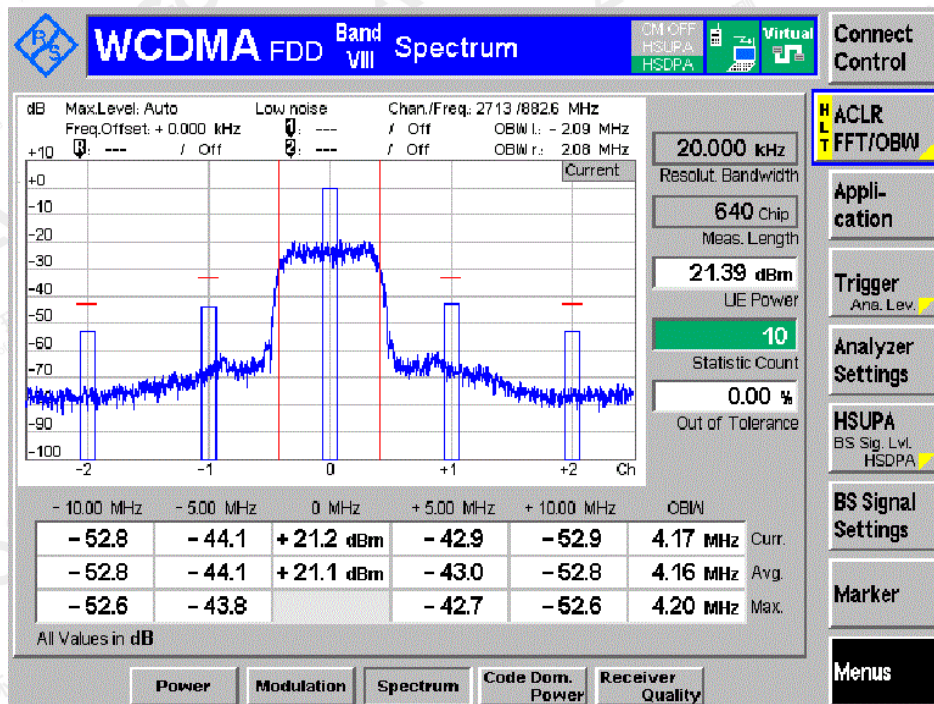 R&S
WCDMA FDD Band VIII Spectrum
CM OFF
HSUPA
HSDPA
Virtual
Connect Control
dB Max.Level: Auto Low noise Chan./Freq.: 2713 /882.6 MHz
Freq.Offset: + 0.000 kHz 1: --- / Off OBW l.: - 2.09 MHz
+10 R: --- / Off 2: --- / Off OBW r.: 2.08 MHz
Current
+0
-10
-20
-30
-40
-50
-60
-70
-90
-100
-2 -1 0 +1 +2 Ch
20.000 kHz
Resolut. Bandwidth
640 Chip
Meas. Length
21.39 dBm
UE Power
10
Statistic Count
0.00 %
Out of Tolerance
- 10.00 MHz - 5.00 MHz 0 MHz + 5.00 MHz + 10.00 MHz OBW
- 52.8 - 44.1 + 21.2 dBm - 42.9 - 52.9 4.17 MHz Curr.
- 52.8 - 44.1 + 21.1 dBm - 43.0 - 52.8 4.16 MHz Avg.
- 52.6 - 43.8 - 42.7 - 52.6 4.20 MHz Max.
All Values in dB
HLT
ACLR
FFT/OBW
Appli-
cation
Trigger
Ana. Lev.
Analyzer
Settings
HSUPA
BS Sig. Lvl.
HSDPA
BS Signal
Settings
Marker
Menus
Power
Modulation
Spectrum
Code Dom.
Power
Receiver
Quality